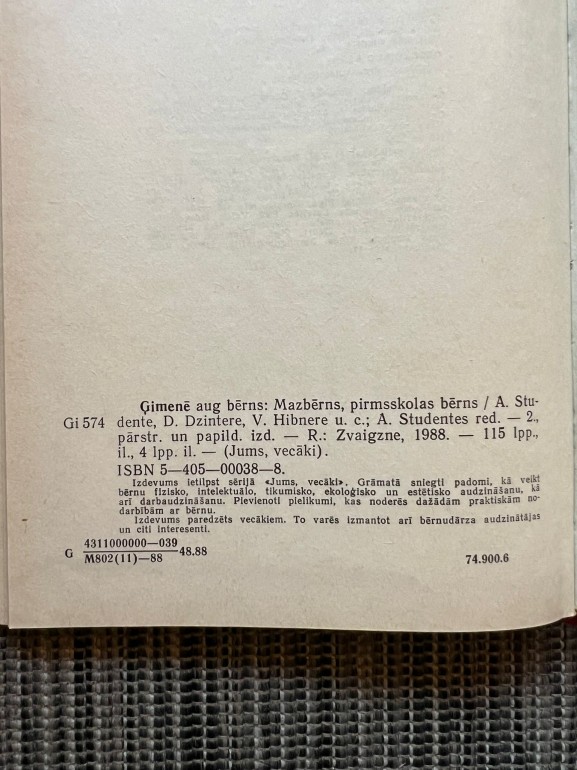 Ģimenē aug bērns: Mazbērns, pirmsskolas bērns / A. Stu-
Gi 574 dente, D. Dzintere, V. Hibnere u. c.; A. Studentes red. — 2.,
pārstr. un papild. izd. — R.: Zvaigzne, 1988. — 115 lpp.,
il., 4 lpp. il. — (Jums, vecāki).
ISBN 5—405—00038—8.
Izdevums ietilpst sērijā «Jums, vecāki». Grāmatā sniegti padomi, kā veikt
bērnu fizisko, intelektuālo, tikumisko, ekoloģisko un estētisko audzināšanu, kā
arī darbaudzināšanu. Pievienoti pielikumi, kas noderēs dažādām praktiskām no-
darbībām ar bērnu.
Izdevums paredzēts vecākiem. To varēs izmantot arī bērnudārza audzinātājas
un citi interesenti.
G 4311000000—039
M802(11)—88 48.88
74.900.6